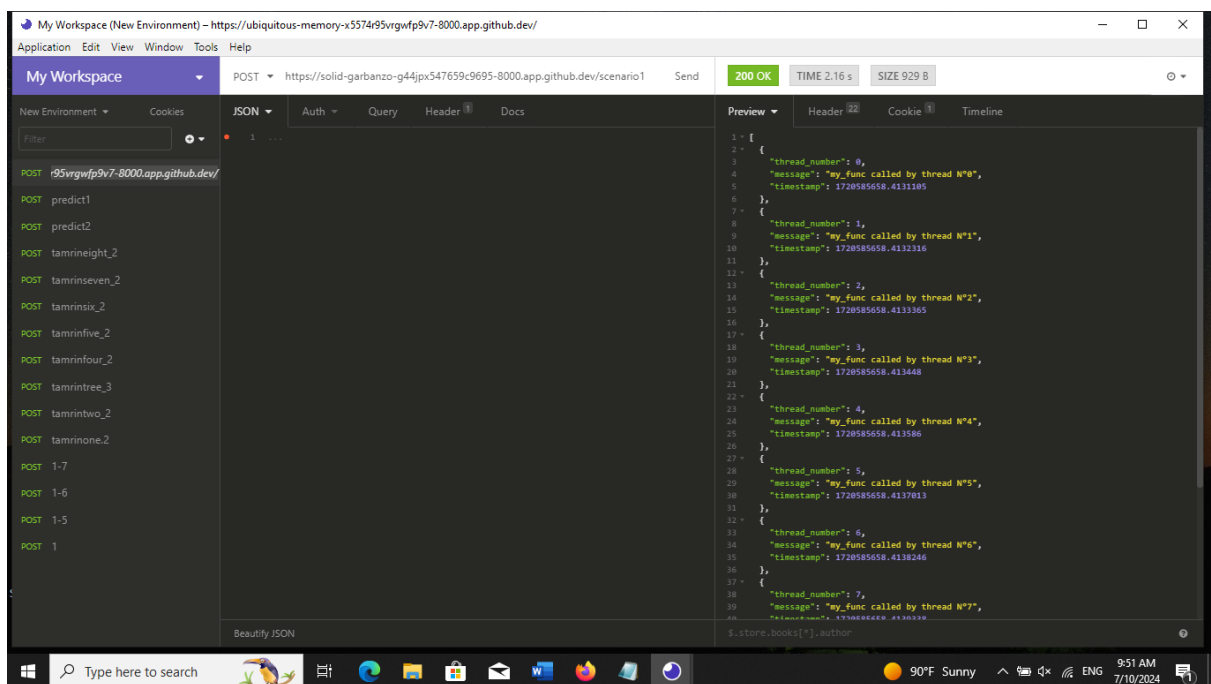 My Workspace (New Environment) – https://ubiquitous-memory-x5574r95vrgwfp9v7-8000.app.github.dev/
Application Edit View Window Tools Help
My Workspace
POST https://solid-garbanzo-g44jpx547659c9695-8000.app.github.dev/scenario1 Send
200 OK TIME 2.16 s SIZE 929 B
New Environment Cookies
JSON Auth Query Header 1 Docs
Preview Header 22 Cookie 1 Timeline
Filter
1 ...
POST r95vrgwfp9v7-8000.app.github.dev/
POST predict1
POST predict2
POST tamrineight_2
POST tamrinseven_2
POST tamrinsix_2
POST tamrinfive_2
POST tamrinfour_2
POST tamrintree_3
POST tamrintwo_2
POST tamrinone.2
POST 1-7
POST 1-6
POST 1-5
POST 1
1 [
2 {
3 "thread_number": 0,
4 "message": "my_func called by thread N°0",
5 "timestamp": 1720585658.4131105
6 },
7 {
8 "thread_number": 1,
9 "message": "my_func called by thread N°1",
10 "timestamp": 1720585658.4132316
11 },
12 {
13 "thread_number": 2,
14 "message": "my_func called by thread N°2",
15 "timestamp": 1720585658.4133365
16 },
17 {
18 "thread_number": 3,
19 "message": "my_func called by thread N°3",
20 "timestamp": 1720585658.413448
21 },
22 {
23 "thread_number": 4,
24 "message": "my_func called by thread N°4",
25 "timestamp": 1720585658.413586
26 },
27 {
28 "thread_number": 5,
29 "message": "my_func called by thread N°5",
30 "timestamp": 1720585658.4137013
31 },
32 {
33 "thread_number": 6,
34 "message": "my_func called by thread N°6",
35 "timestamp": 1720585658.4138246
36 },
37 {
38 "thread_number": 7,
39 "message": "my_func called by thread N°7",
Beautify JSON
$.store.books[*].author
Type here to search
90°F Sunny
ENG
9:51 AM
7/10/2024